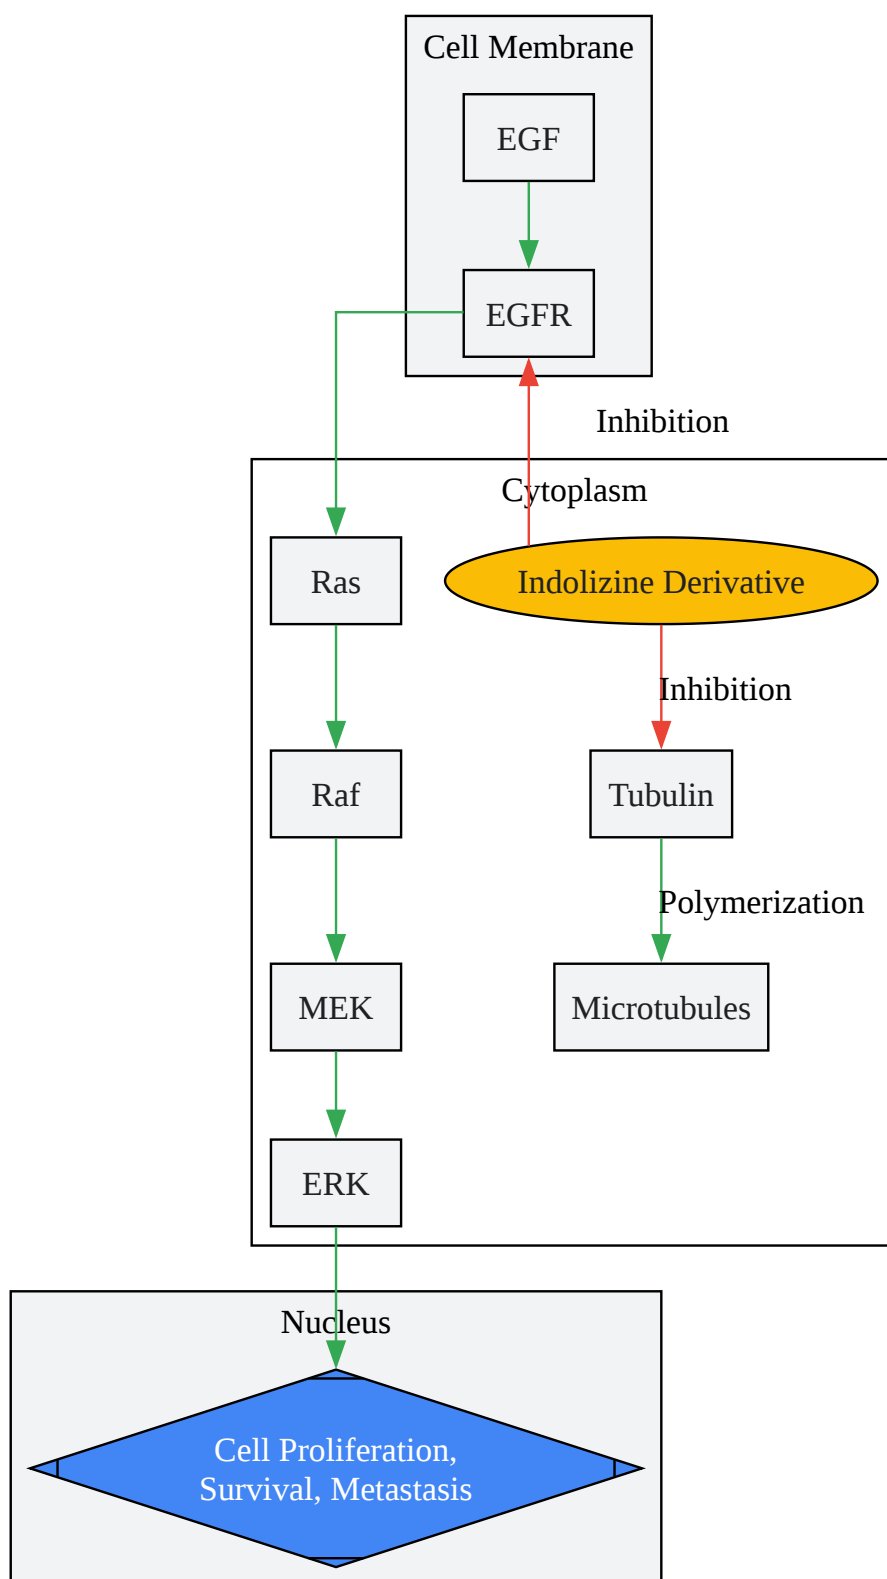 Cell Membrane
EGF
EGFR
Inhibition
Cytoplasm
Ras
Indolizine Derivative
Inhibition
Raf
Tubulin
Polymerization
MEK
Microtubules
ERK
Nucleus
Cell Proliferation,
Survival, Metastasis